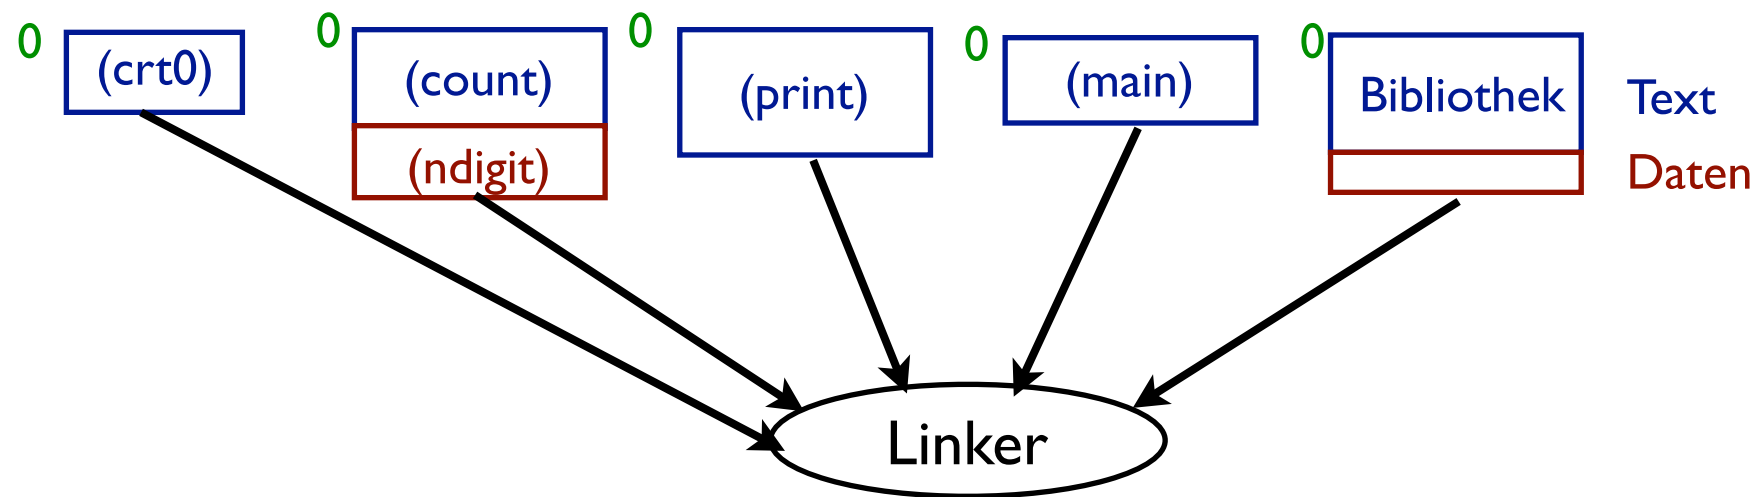 0 (crt0)
0 (count)
(ndigit)
0 (print)
0 (main)
0 Bibliothek
Text
Daten
Linker